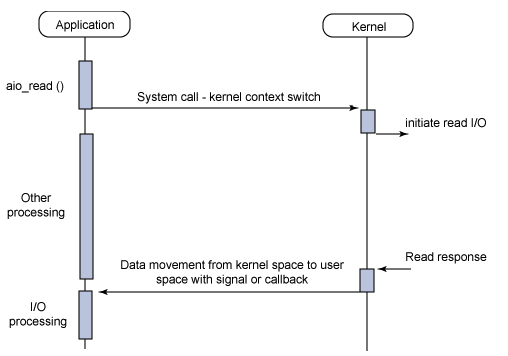 Application
Kernel
aio_read ()
System call - kernel context switch
initiate read I/O
Other
processing
Read response
Data movement from kernel space to user
space with signal or callback
I/O
processing